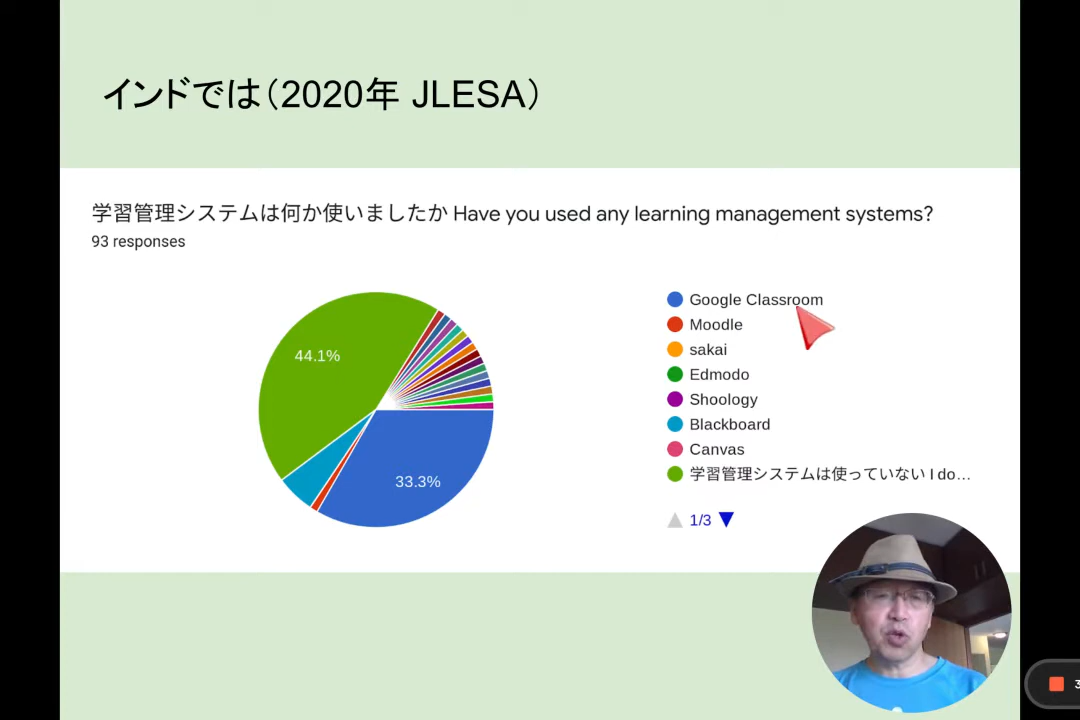 インドでは（2020年 JLESA）
学習管理システムは何か使いましたか Have you used any learning management systems?
93 responses
44.1%
33.3%
Google Classroom
Moodle
sakai
Edmodo
Shoology
Blackboard
Canvas
学習管理システムは使っていない I do…
1/3
3